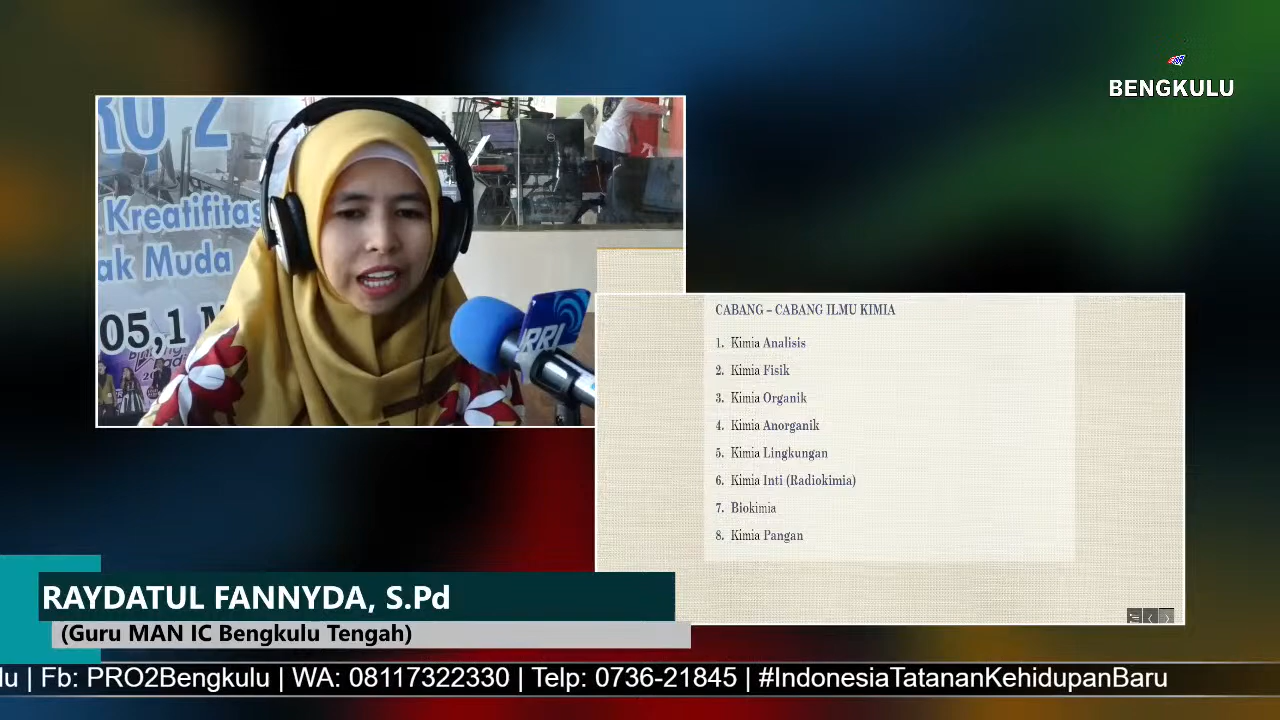 BENGKULU
RO 2
Kreatifitas
ak Muda
05,1 M
RRI
CABANG – CABANG ILMU KIMIA
1. Kimia Analisis
2. Kimia Fisik
3. Kimia Organik
4. Kimia Anorganik
5. Kimia Lingkungan
6. Kimia Inti (Radiokimia)
7. Biokimia
8. Kimia Pangan
RAYDATUL FANNYDA, S.Pd
(Guru MAN IC Bengkulu Tengah)
lu | Fb: PRO2Bengkulu | WA: 08117322330 | Telp: 0736-21845 | #IndonesiaTatananKehidupanBaru